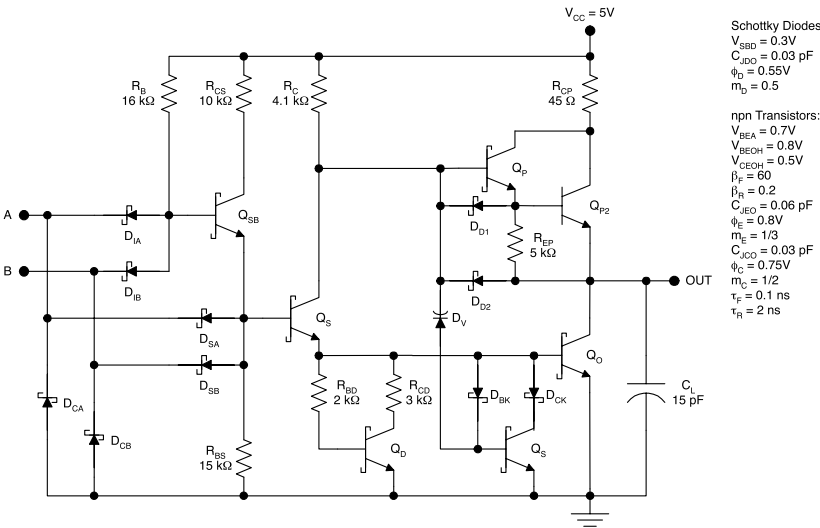 V_CC = 5V
R_B
16 kΩ
R_CS
10 kΩ
R_C
4.1 kΩ
R_CP
45 Ω
Q_P
A
D_IA
Q_SB
D_D1
Q_P2
R_EP
5 kΩ
B
D_IB
D_D2
OUT
D_SA
Q_S
D_V
D_SB
Q_O
D_CA
D_CB
R_BD
2 kΩ
R_CD
3 kΩ
D_BK
D_CK
C_L
15 pF
R_BS
15 kΩ
Q_D
Q_S
Schottky Diodes
V_SBD = 0.3V
C_JDO = 0.03 pF
ϕ_D = 0.55V
m_D = 0.5
npn Transistors:
V_BEA = 0.7V
V_BEOH = 0.8V
V_CEOH = 0.5V
β_F = 60
β_R = 0.2
C_JEO = 0.06 pF
ϕ_E = 0.8V
m_E = 1/3
C_JCO = 0.03 pF
ϕ_C = 0.75V
m_C = 1/2
τ_F = 0.1 ns
τ_R = 2 ns